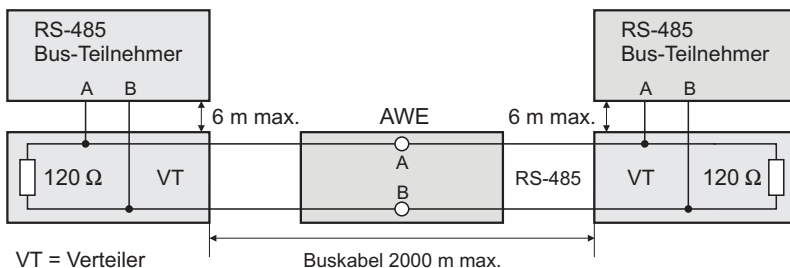 RS-485
Bus-Teilnehmer
A B
RS-485
Bus-Teilnehmer
A B
6 m max.
AWE
6 m max.
120 Ω VT
A
B
RS-485
VT 120 Ω
VT = Verteiler
Buskabel 2000 m max.